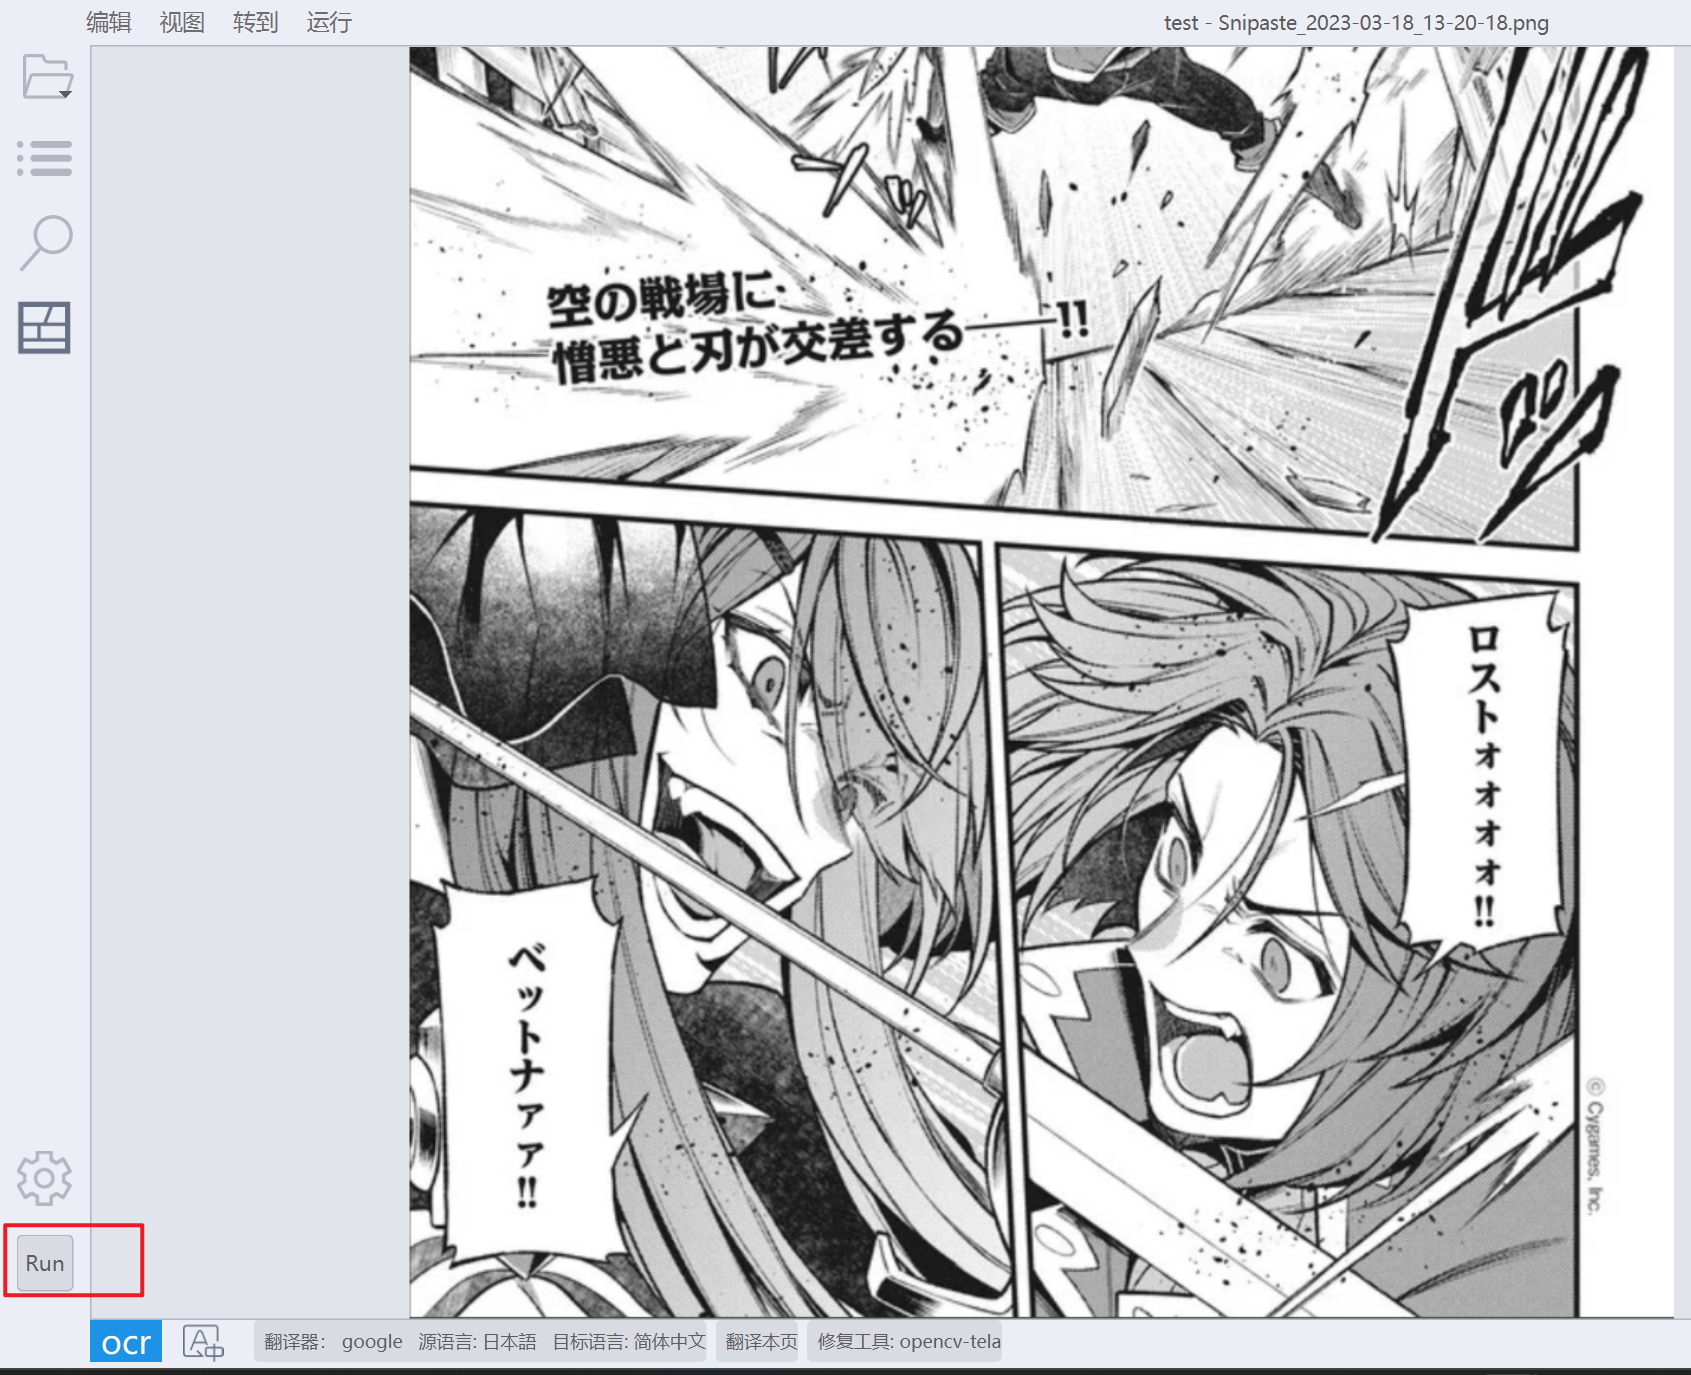 编辑 视图 转到 运行
test - Snipaste_2023-03-18_13-20-18.png
空の戦場に
憎悪と刃が交差する――!!
ロストォォォォ!!
ベットナァァ!!
© Cygames, Inc.
Run
ocr
翻译器: google 源语言: 日本語 目标语言: 简体中文 翻译本页 修复工具: opencv-tela